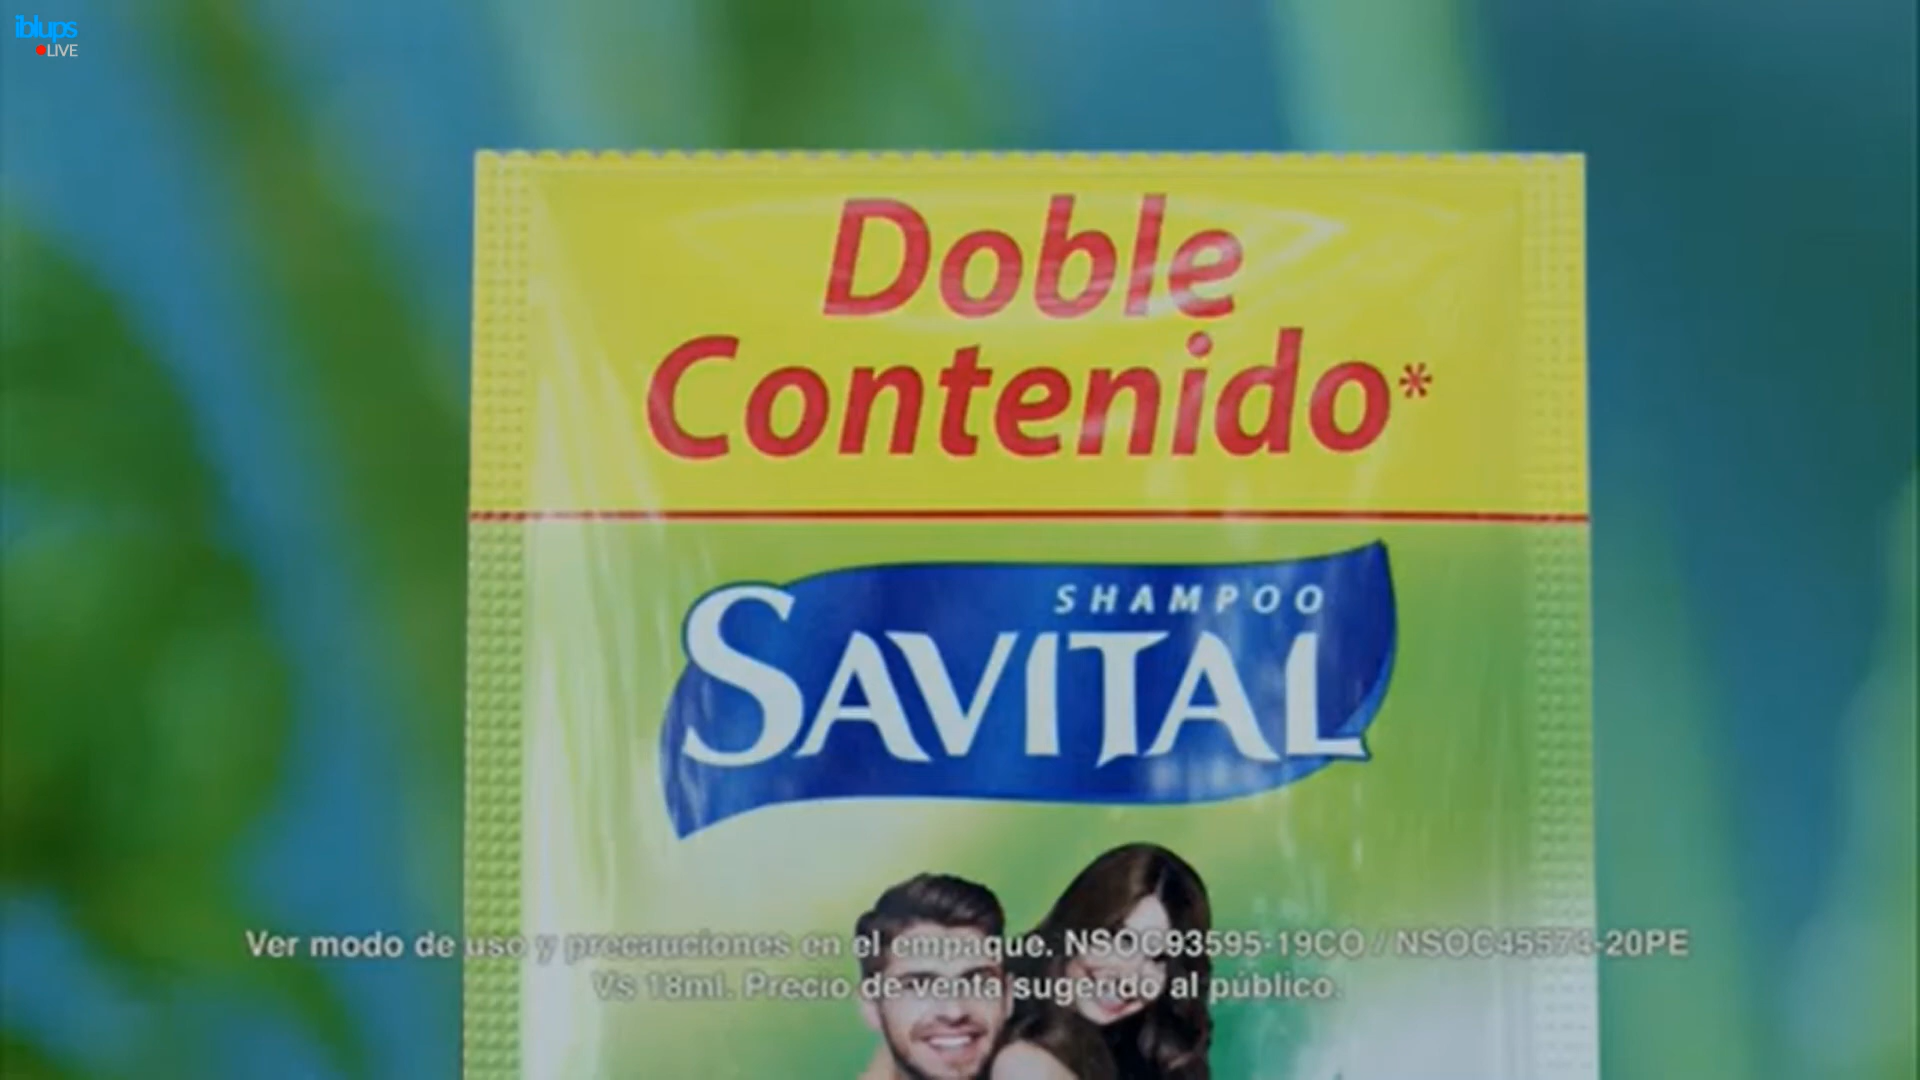 iblups
LIVE
Doble
Contenido*
SHAMPOO
SAVITAL
Ver modo de uso y precauciones en el empaque. NSOC93595-19CO / NSOC45574-20PE
Vs 18ml. Precio de venta sugerido al público.